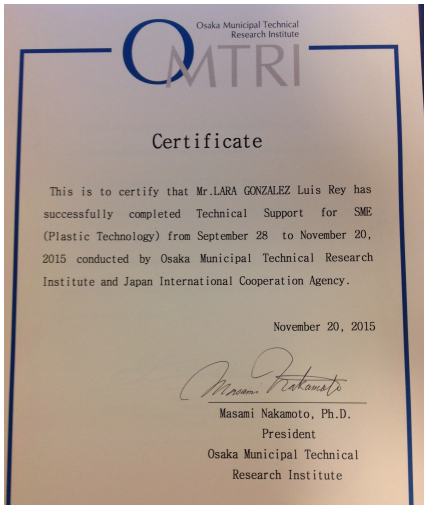 Osaka Municipal Technical
Research Institute
OMTRI
Certificate
This is to certify that Mr.LARA GONZALEZ Luis Rey has
successfully completed Technical Support for SME
(Plastic Technology) from September 28 to November 20,
2015 conducted by Osaka Municipal Technical Research
Institute and Japan International Cooperation Agency.
November 20, 2015
Masami Nakamoto
Masami Nakamoto, Ph.D.
President
Osaka Municipal Technical
Research Institute